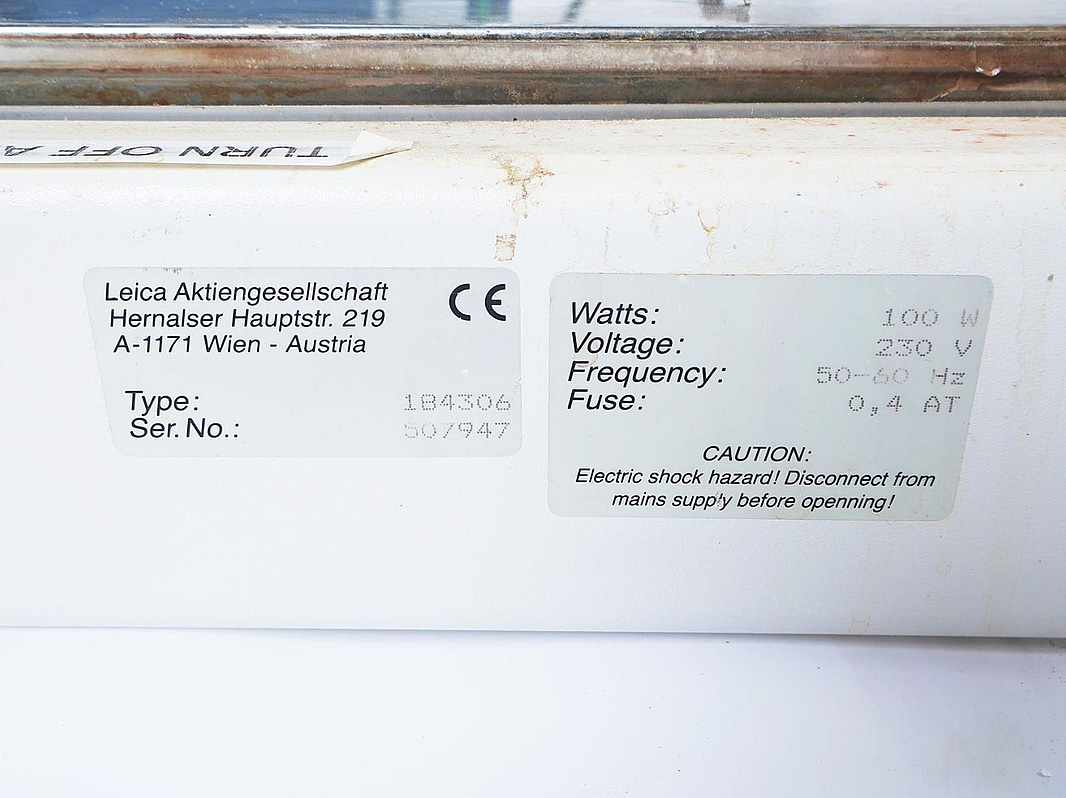 TURN OFF A
Leica Aktiengesellschaft CE
Hernalser Hauptstr. 219
A-1171 Wien - Austria
Type: 184306
Ser.No.: 507947
Watts: 100 W
Voltage: 230 V
Frequency: 50-60 Hz
Fuse: 0,4 AT
CAUTION:
Electric shock hazard! Disconnect from
mains supply before openning!